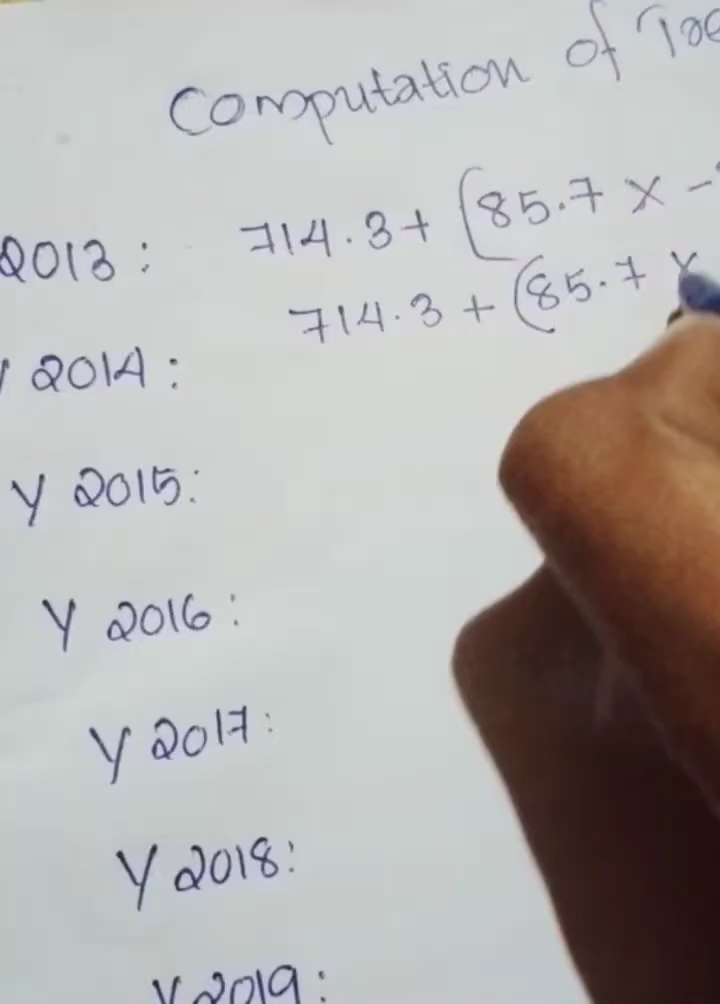 Computation of
2013: 714.3 + (85.7 X -
Y 2014: 714.3 + (85.7 X
Y 2015:
Y 2016:
Y 2017:
Y 2018:
Y 2019: